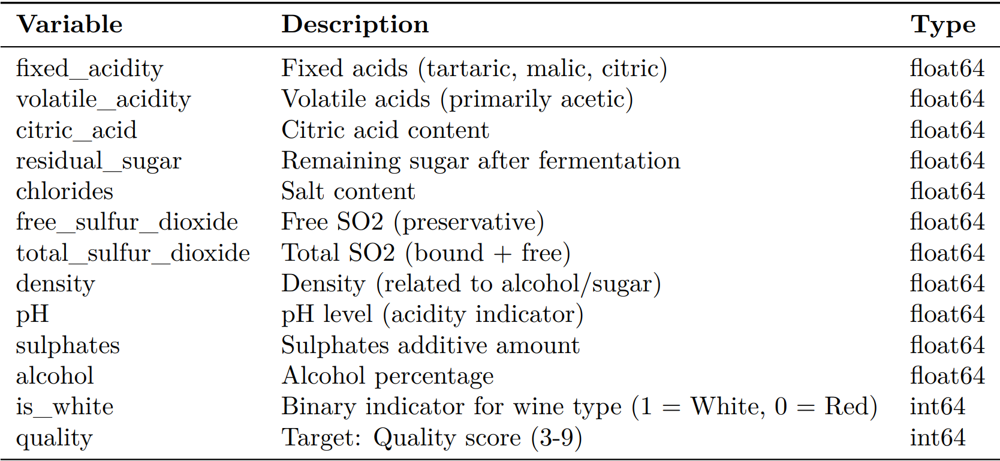 Variable Description Type
fixed_acidity Fixed acids (tartaric, malic, citric) float64
volatile_acidity Volatile acids (primarily acetic) float64
citric_acid Citric acid content float64
residual_sugar Remaining sugar after fermentation float64
chlorides Salt content float64
free_sulfur_dioxide Free SO2 (preservative) float64
total_sulfur_dioxide Total SO2 (bound + free) float64
density Density (related to alcohol/sugar) float64
pH pH level (acidity indicator) float64
sulphates Sulphates additive amount float64
alcohol Alcohol percentage float64
is_white Binary indicator for wine type (1 = White, 0 = Red) int64
quality Target: Quality score (3-9) int64